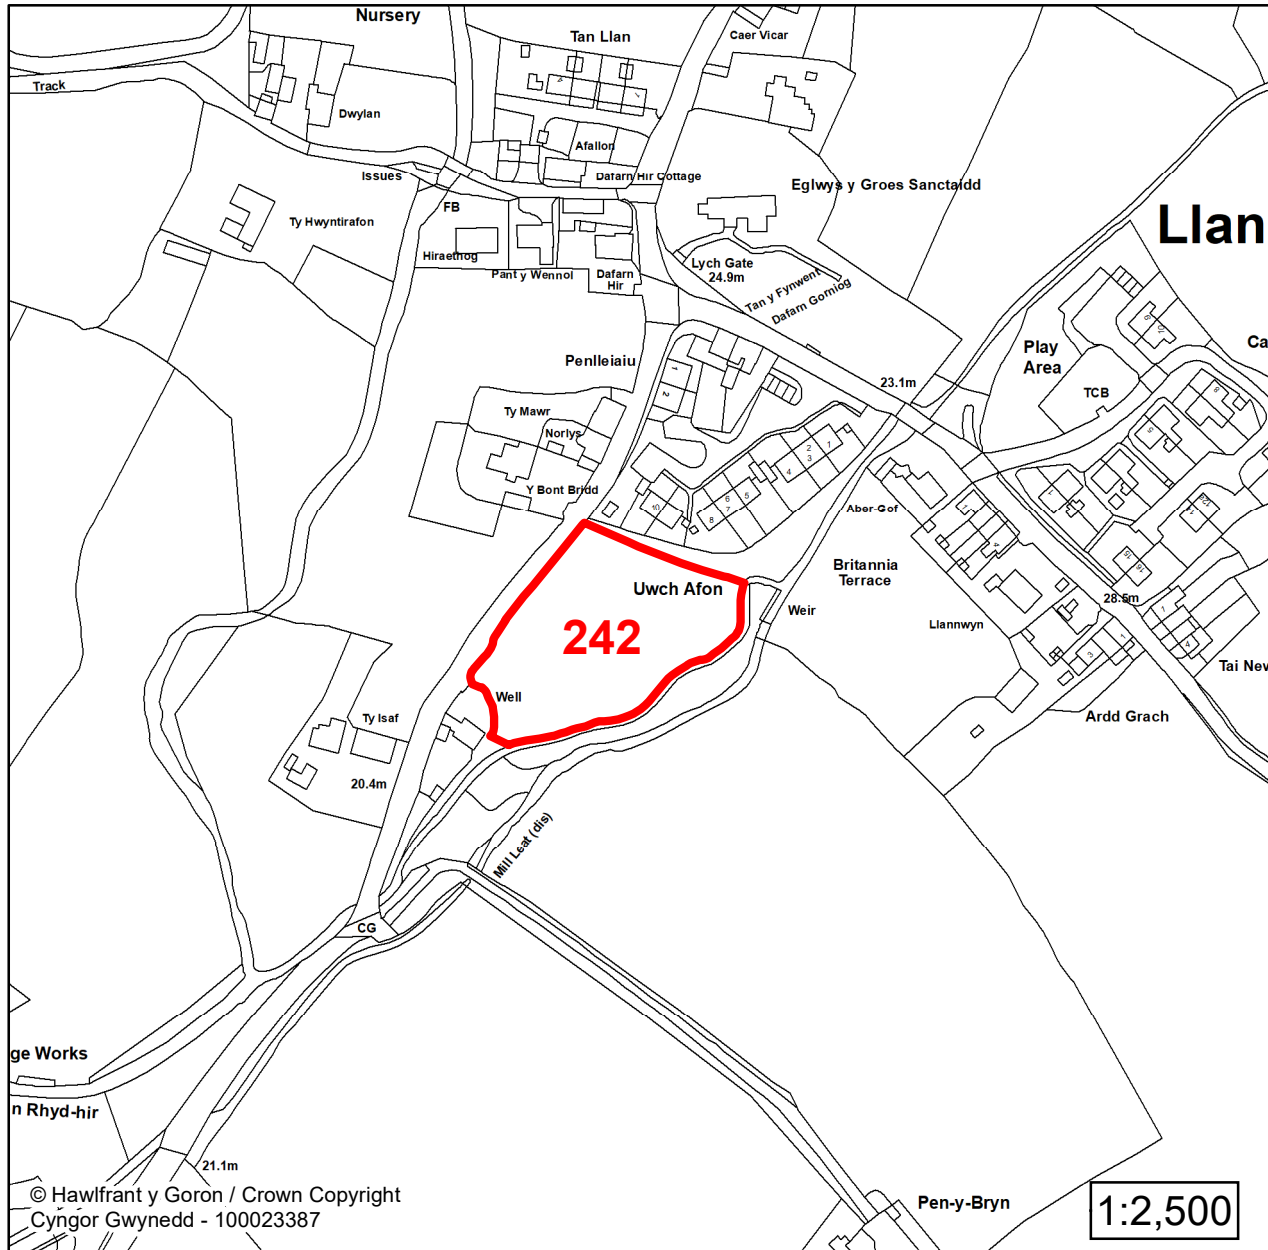 Nursery
Tan Llan
Caer Vicar
Track
Dwylan
Afallon
Issues
Dafarn Hir Cottage
Eglwys y Groes Sanctaidd
FB
Ty Hwyntirafon
Llan
Hiraethog
Pant y Wennol
Dafarn
Hir
Lych Gate
24.9m
Tan y Fynwent
Dafarn Gorniog
Penlleiaiu
Play
Area
Ca
23.1m
TCB
Ty Mawr
Norlys
Y Bont Bridd
Aber-Gof
Britannia
Terrace
Uwch Afon
Weir
28.5m
Llannwyn
242
Well
Ty Isaf
Tai New
Ardd Grach
20.4m
Mill Leat (dis)
CG
ge Works
n Rhyd-hir
21.1m
Pen-y-Bryn
© Hawlfrant y Goron / Crown Copyright
Cyngor Gwynedd - 100023387
1:2,500